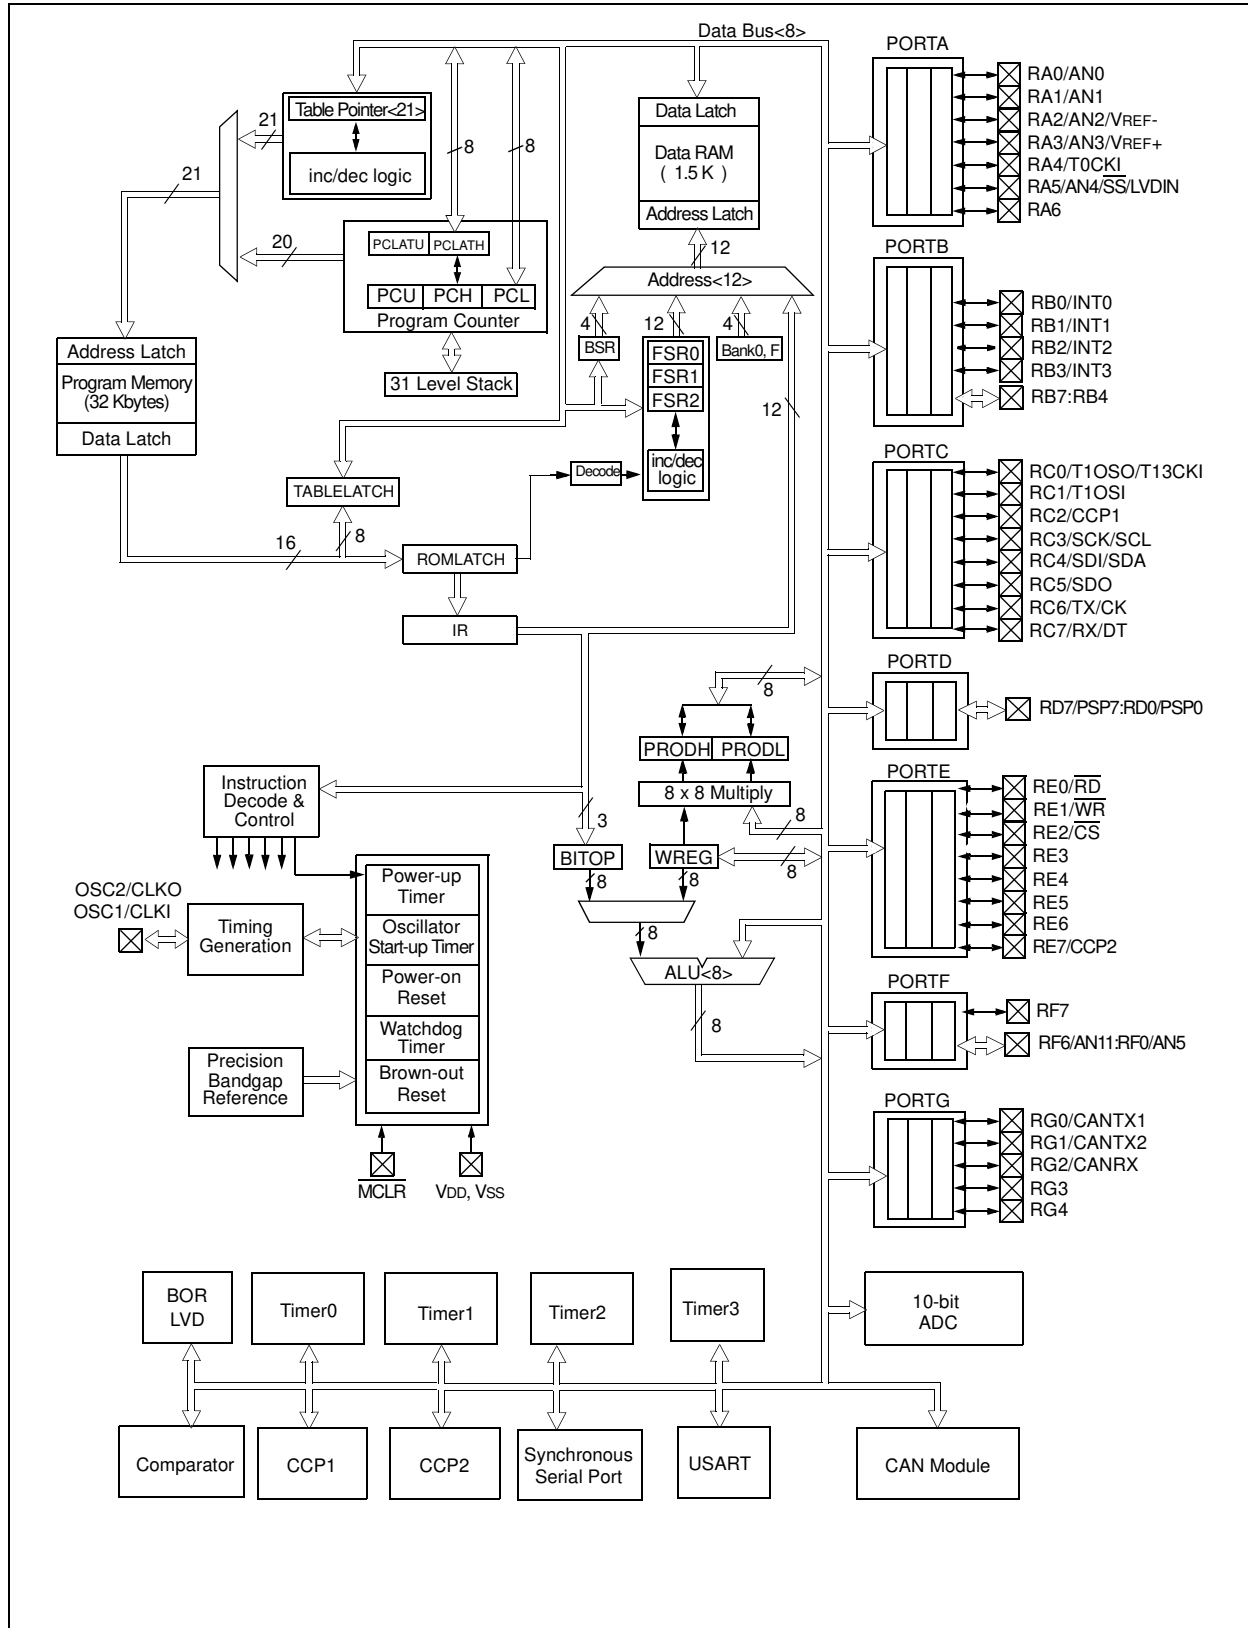 Data Bus<8>
PORTA
RA0/AN0
RA1/AN1
RA2/AN2/VREF-
RA3/AN3/VREF+
RA4/T0CKI
RA5/AN4/SS/LVDIN
RA6
Table Pointer<21>
inc/dec logic
21
21
20
8
8
PCLATU PCLATH
PCU PCH PCL
Program Counter
31 Level Stack
Data Latch
Data RAM
( 1.5 K )
Address Latch
12
Address<12>
4
12
4
BSR
Bank0, F
FSR0
FSR1
FSR2
inc/dec
logic
12
Decode
Address Latch
Program Memory
(32 Kbytes)
Data Latch
TABLELATCH
16
8
ROMLATCH
IR
PORTB
RB0/INT0
RB1/INT1
RB2/INT2
RB3/INT3
RB7:RB4
PORTC
RC0/T1OSO/T13CKI
RC1/T1OSI
RC2/CCP1
RC3/SCK/SCL
RC4/SDI/SDA
RC5/SDO
RC6/TX/CK
RC7/RX/DT
PORTD
RD7/PSP7:RD0/PSP0
8
PRODH PRODL
8 x 8 Multiply
8
WREG
8
8
BITOP
3
8
8
ALU<8>
8
Instruction
Decode &
Control
OSC2/CLKO
OSC1/CLKI
Timing
Generation
Power-up
Timer
Oscillator
Start-up Timer
Power-on
Reset
Watchdog
Timer
Brown-out
Reset
Precision
Bandgap
Reference
MCLR
VDD, VSS
PORTE
RE0/RD
RE1/WR
RE2/CS
RE3
RE4
RE5
RE6
RE7/CCP2
PORTF
RF7
RF6/AN11:RF0/AN5
PORTG
RG0/CANTX1
RG1/CANTX2
RG2/CANRX
RG3
RG4
BOR
LVD
Timer0
Timer1
Timer2
Timer3
10-bit
ADC
Comparator
CCP1
CCP2
Synchronous
Serial Port
USART
CAN Module